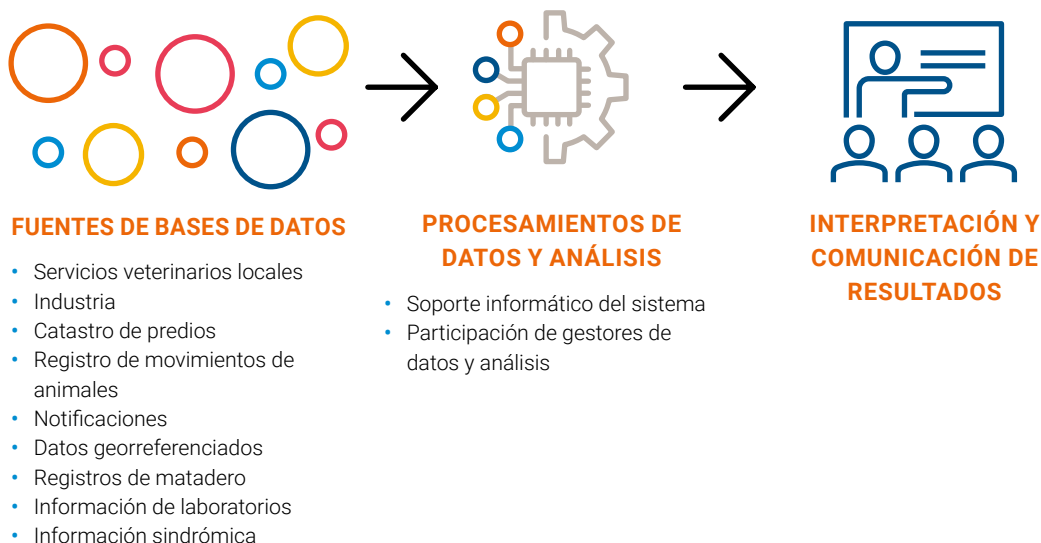 FUENTES DE BASES DE DATOS
• Servicios veterinarios locales
• Industria
• Catastro de predios
• Registro de movimientos de
animales
• Notificaciones
• Datos georreferenciados
• Registros de matadero
• Información de laboratorios
• Información sindrómica
PROCESAMIENTOS DE
DATOS Y ANÁLISIS
• Soporte informático del sistema
• Participación de gestores de
datos y análisis
INTERPRETACIÓN Y
COMUNICACIÓN DE
RESULTADOS